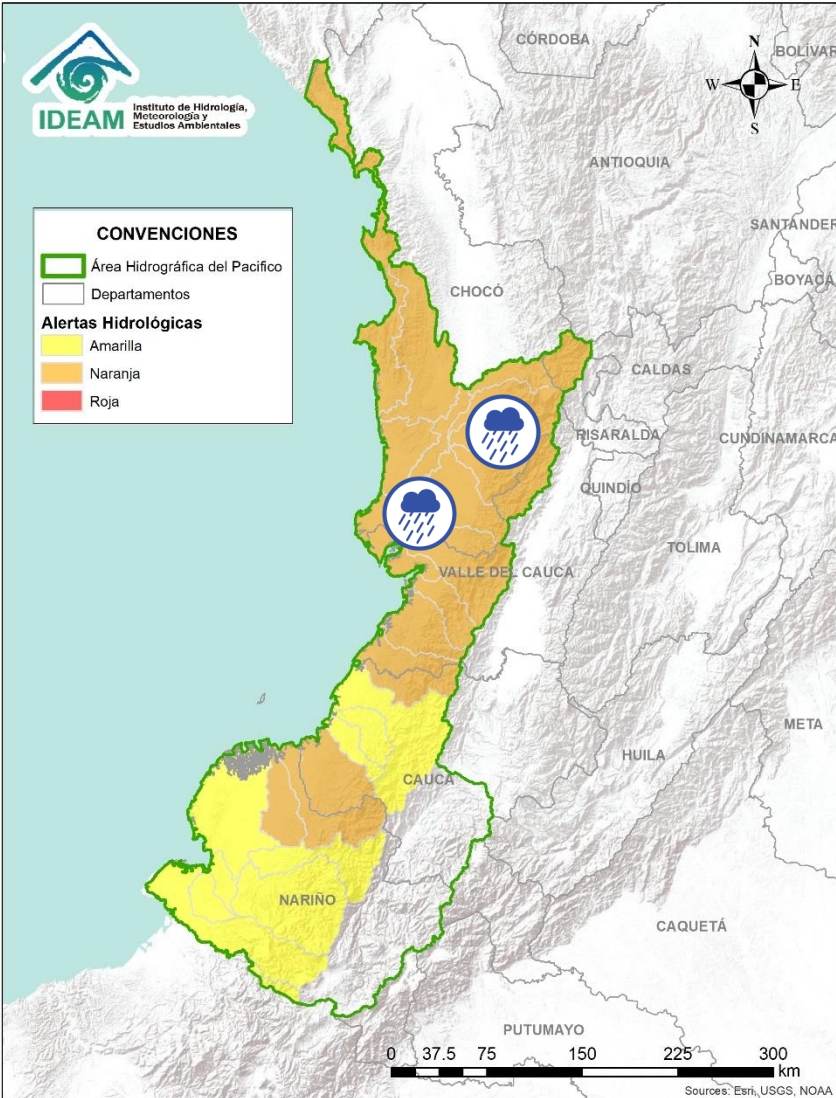 IDEAM
Instituto de Hidrología,
Meteorología y
Estudios Ambientales
CONVENCIONES
Área Hidrográfica del Pacifico
Departamentos
Alertas Hidrológicas
Amarilla
Naranja
Roja
N
W
E
S
CÓRDOBA
BOLÍVAR
ANTIOQUIA
SANTANDER
BOYACÁ
CHOCÓ
CALDAS
RISARALDA
CUNDINAMARCA
QUINDÍO
TOLIMA
VALLE DEL CAUCA
META
HUILA
CAUCA
NARIÑO
CAQUETÁ
PUTUMAYO
0 37.5 75 150 225 300
km
Sources: Esri, USGS, NOAA